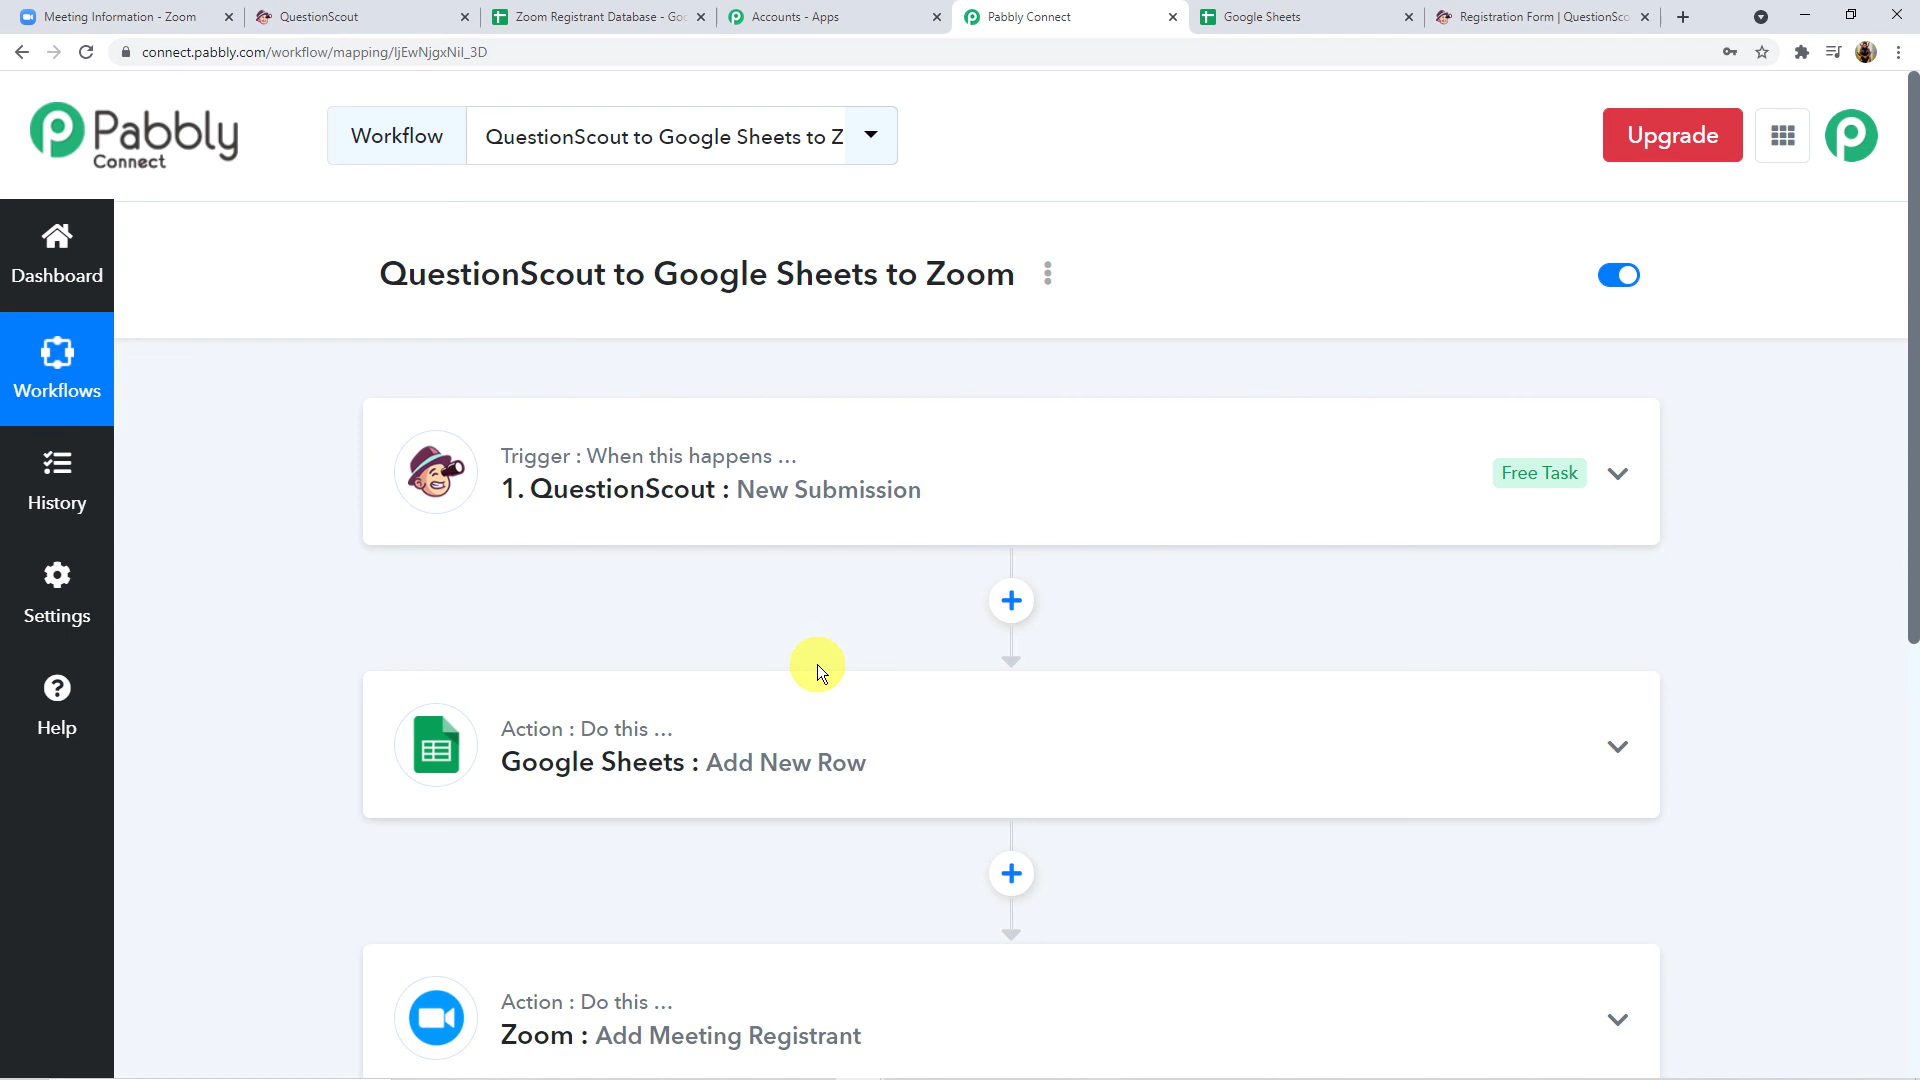 Meeting Information - Zoom
QuestionScout
Zoom Registrant Database - Goo
Accounts - Apps
Pabbly Connect
Google Sheets
Registration Form | QuestionSco
connect.pabbly.com/workflow/mapping/IjEwNjgxNiI_3D
Pabbly
Connect
Workflow
QuestionScout to Google Sheets to Z
Upgrade
Dashboard
Workflows
History
Settings
Help
QuestionScout to Google Sheets to Zoom
Trigger : When this happens ...
1. QuestionScout : New Submission
Free Task
Action : Do this ...
Google Sheets : Add New Row
Action : Do this ...
Zoom : Add Meeting Registrant